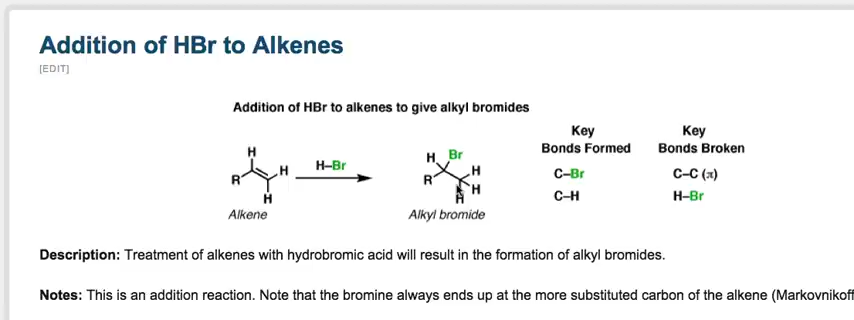 Addition of HBr to Alkenes
[EDIT]
Addition of HBr to alkenes to give alkyl bromides
Key
Bonds Formed
Key
Bonds Broken
H
R
H
H
H–Br
H Br
R
H
H
H
C–Br
C–H
C–C (π)
H–Br
Alkene
Alkyl bromide
Description: Treatment of alkenes with hydrobromic acid will result in the formation of alkyl bromides.
Notes: This is an addition reaction. Note that the bromine always ends up at the more substituted carbon of the alkene (Markovnikoff